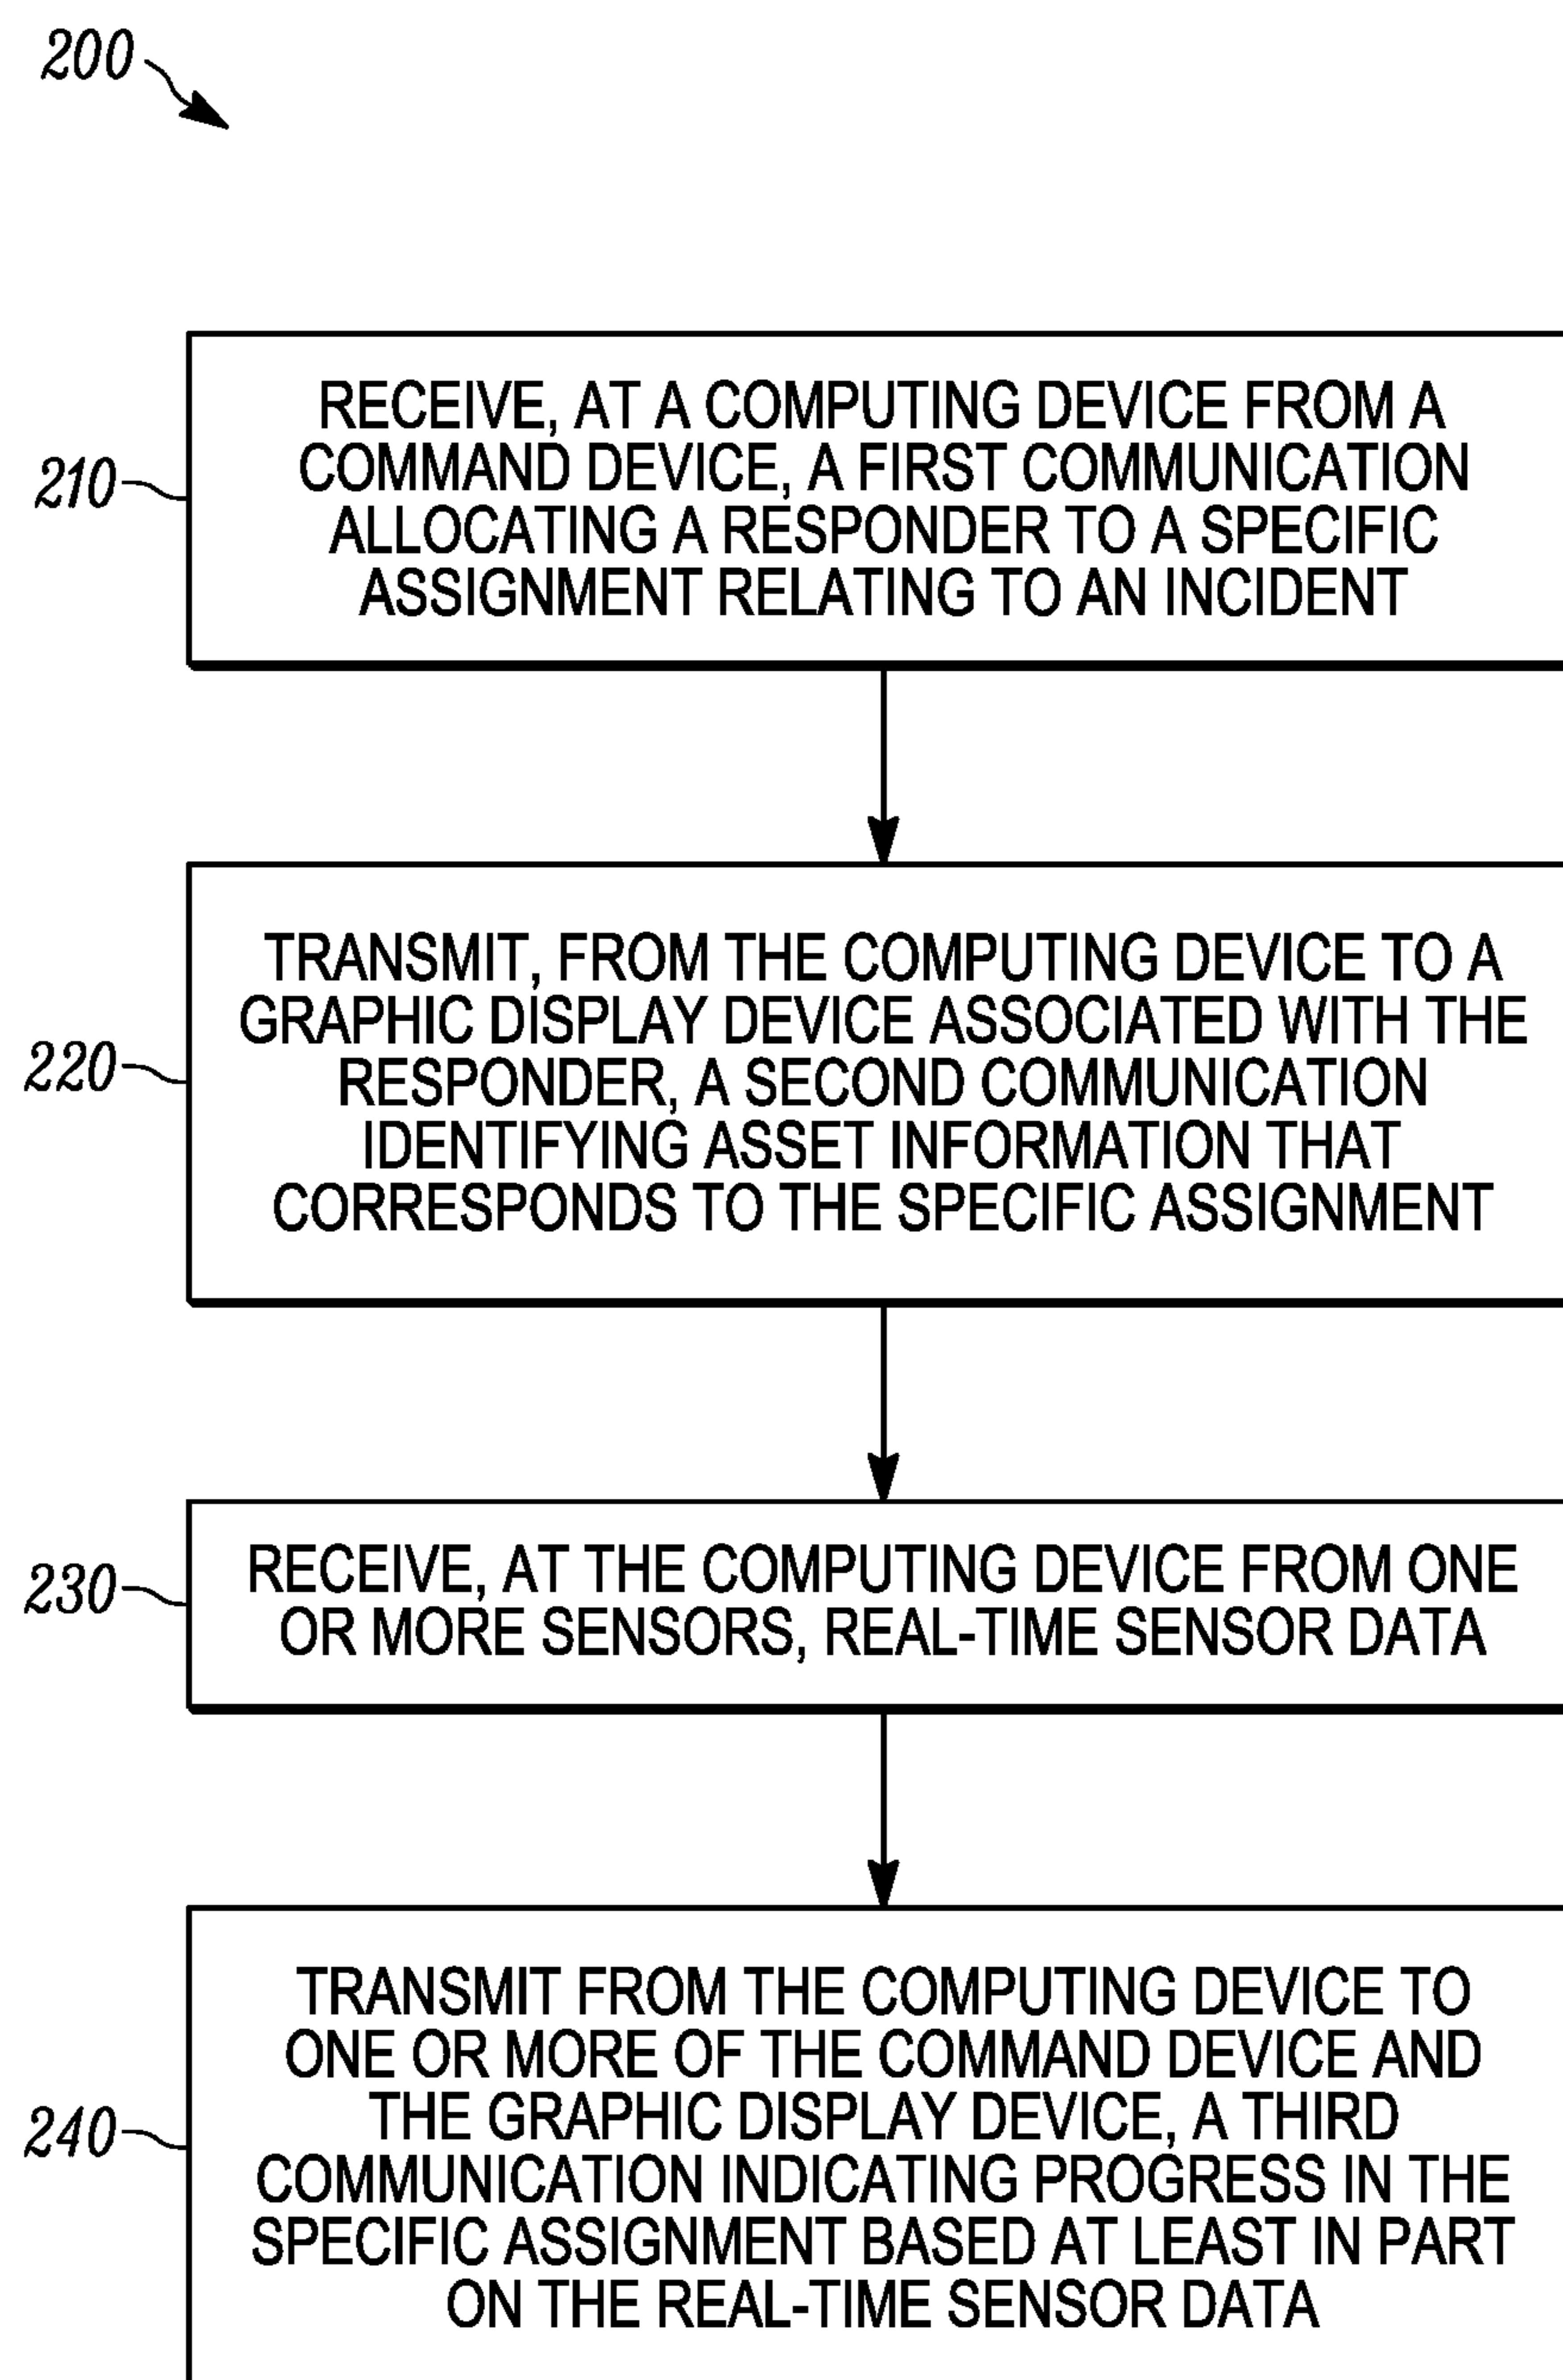 200
210
RECEIVE, AT A COMPUTING DEVICE FROM A
COMMAND DEVICE, A FIRST COMMUNICATION
ALLOCATING A RESPONDER TO A SPECIFIC
ASSIGNMENT RELATING TO AN INCIDENT
220
TRANSMIT, FROM THE COMPUTING DEVICE TO A
GRAPHIC DISPLAY DEVICE ASSOCIATED WITH THE
RESPONDER, A SECOND COMMUNICATION
IDENTIFYING ASSET INFORMATION THAT
CORRESPONDS TO THE SPECIFIC ASSIGNMENT
230
RECEIVE, AT THE COMPUTING DEVICE FROM ONE
OR MORE SENSORS, REAL-TIME SENSOR DATA
240
TRANSMIT FROM THE COMPUTING DEVICE TO
ONE OR MORE OF THE COMMAND DEVICE AND
THE GRAPHIC DISPLAY DEVICE, A THIRD
COMMUNICATION INDICATING PROGRESS IN THE
SPECIFIC ASSIGNMENT BASED AT LEAST IN PART
ON THE REAL-TIME SENSOR DATA